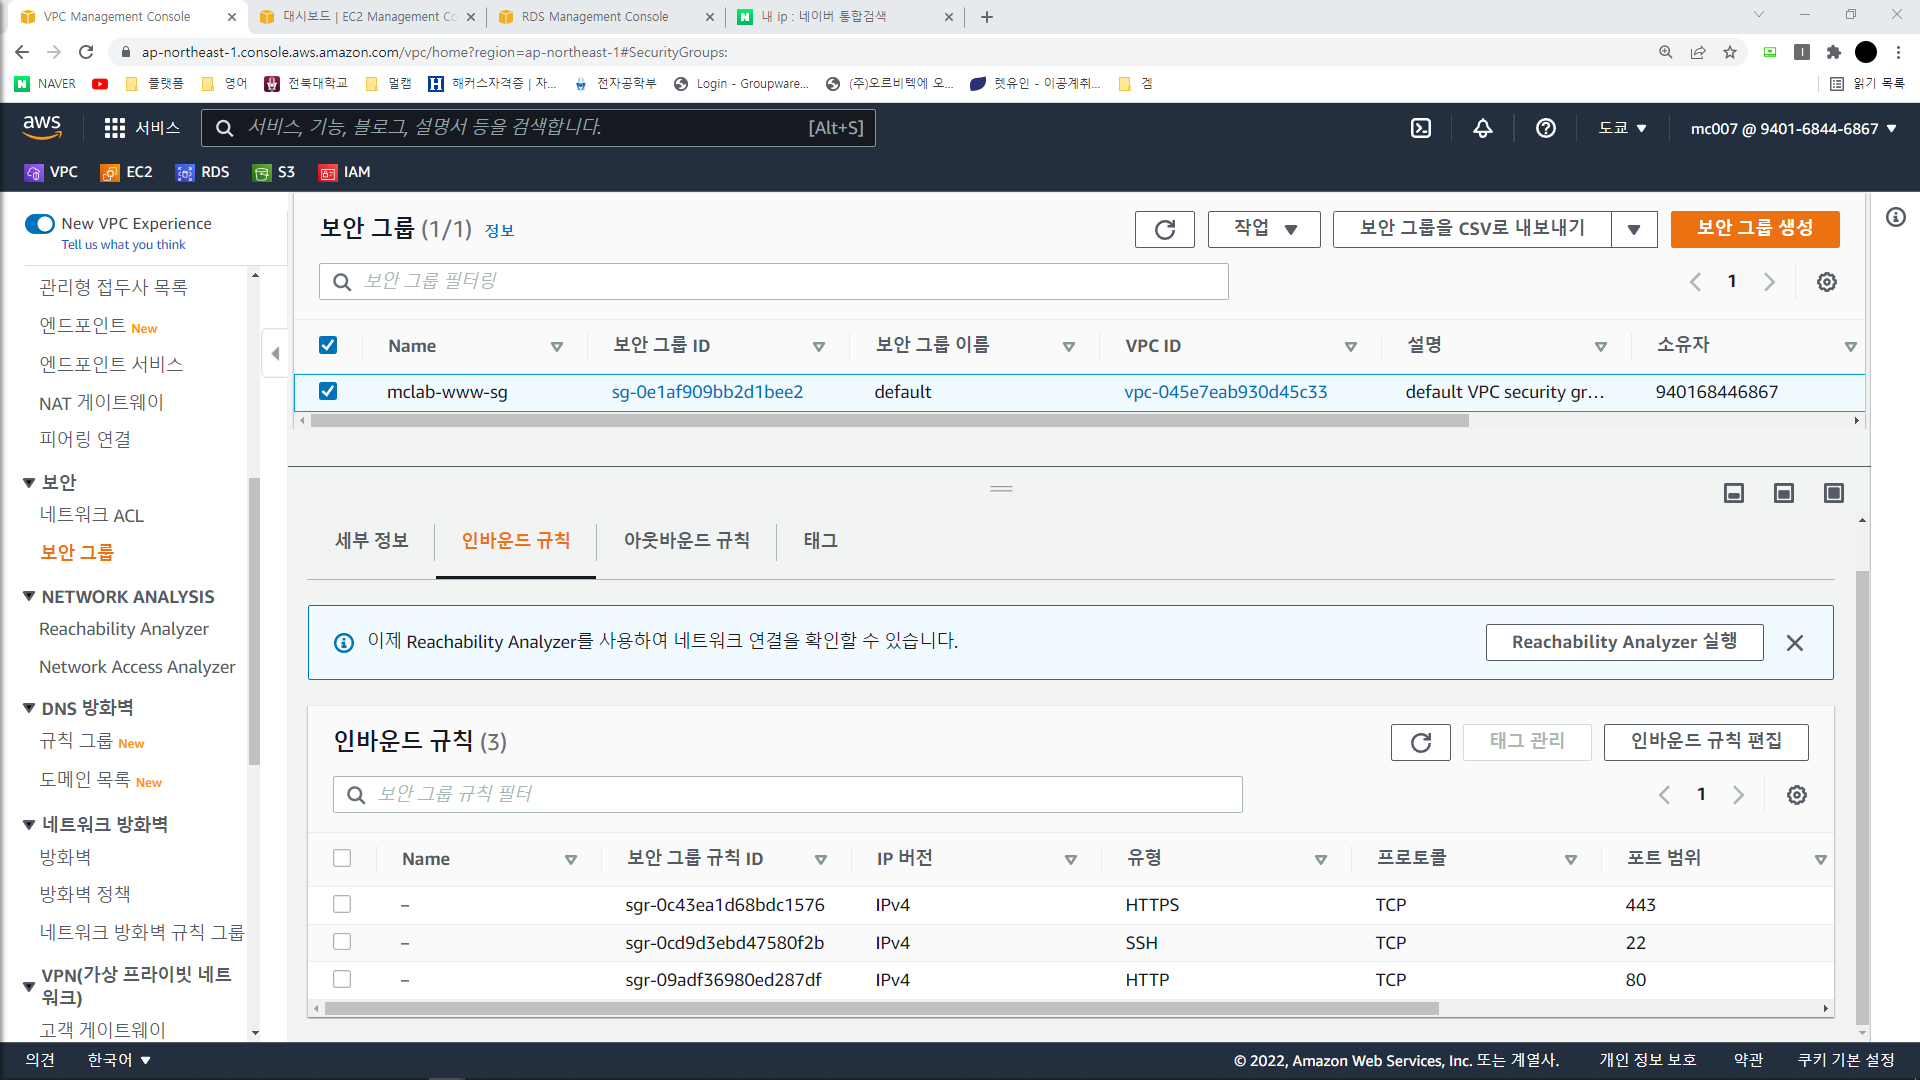 VPC Management Console
대시보드 | EC2 Management Co
RDS Management Console
내 ip : 네이버 통합검색
ap-northeast-1.console.aws.amazon.com/vpc/home?region=ap-northeast-1#SecurityGroups:
NAVER
플랫폼
영어
전북대학교
멀캠
해커스자격증 | 자...
전자공학부
Login - Groupware...
(주)오르비텍에 오...
렛유인 - 이공계취...
겜
읽기 목록
aws
서비스
서비스, 기능, 블로그, 설명서 등을 검색합니다.
[Alt+S]
도쿄
mc007 @ 9401-6844-6867
VPC
EC2
RDS
S3
IAM
New VPC Experience
Tell us what you think
관리형 접두사 목록
엔드포인트 New
엔드포인트 서비스
NAT 게이트웨이
피어링 연결
보안
네트워크 ACL
보안 그룹
NETWORK ANALYSIS
Reachability Analyzer
Network Access Analyzer
DNS 방화벽
규칙 그룹 New
도메인 목록 New
네트워크 방화벽
방화벽
방화벽 정책
네트워크 방화벽 규칙 그룹
VPN(가상 프라이빗 네트
워크)
고객 게이트웨이
보안 그룹 (1/1) 정보
작업
보안 그룹을 CSV로 내보내기
보안 그룹 생성
보안 그룹 필터링
1
Name 보안 그룹 ID 보안 그룹 이름 VPC ID 설명 소유자
mclab-www-sg sg-0e1af909bb2d1bee2 default vpc-045e7eab930d45c33 default VPC security gr... 940168446867
세부 정보
인바운드 규칙
아웃바운드 규칙
태그
이제 Reachability Analyzer를 사용하여 네트워크 연결을 확인할 수 있습니다.
Reachability Analyzer 실행
인바운드 규칙 (3)
태그 관리
인바운드 규칙 편집
보안 그룹 규칙 필터
1
Name 보안 그룹 규칙 ID IP 버전 유형 프로토콜 포트 범위
– sgr-0c43ea1d68bdc1576 IPv4 HTTPS TCP 443
– sgr-0cd9d3ebd47580f2b IPv4 SSH TCP 22
– sgr-09adf36980ed287df IPv4 HTTP TCP 80
의견
한국어
© 2022, Amazon Web Services, Inc. 또는 계열사.
개인 정보 보호
약관
쿠키 기본 설정